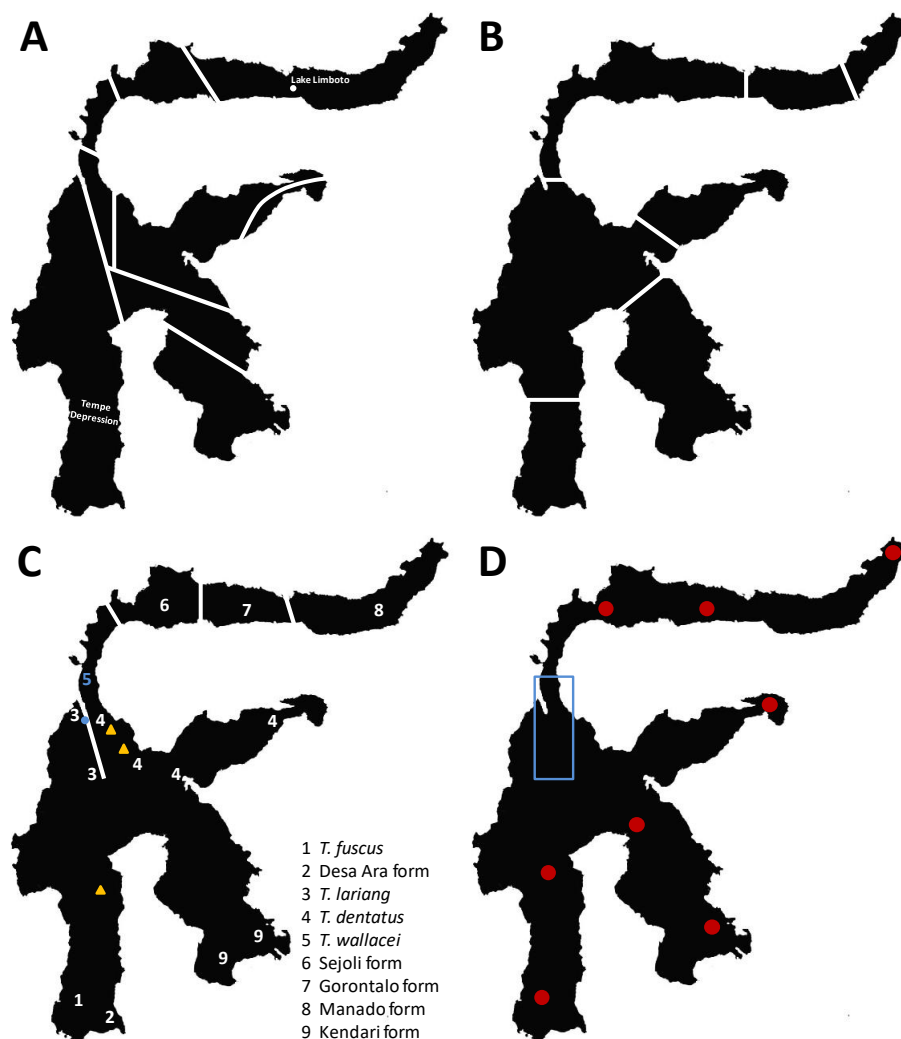 A
B
Lake Limboto
Tempe
Depression
C
D
6
7
8
5
3
4
4
3
4
4
1 T. fuscus
2 Desa Ara form
3 T. lariang
4 T. dentatus
5 T. wallacei
6 Sejoli form
7 Gorontalo form
8 Manado form
9 Kendari form
9
9
1
2